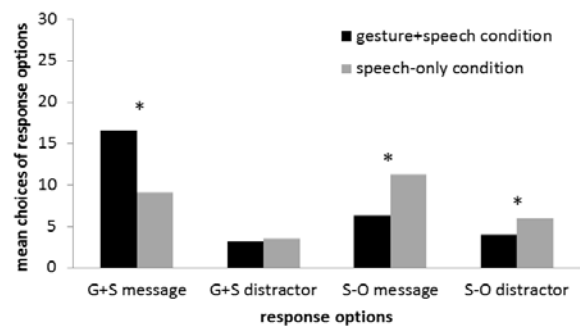 30
25
20
15
10
5
0
mean choices of response options
gesture+speech condition
speech-only condition
*
*
*
G+S message G+S distractor S-O message S-O distractor
response options